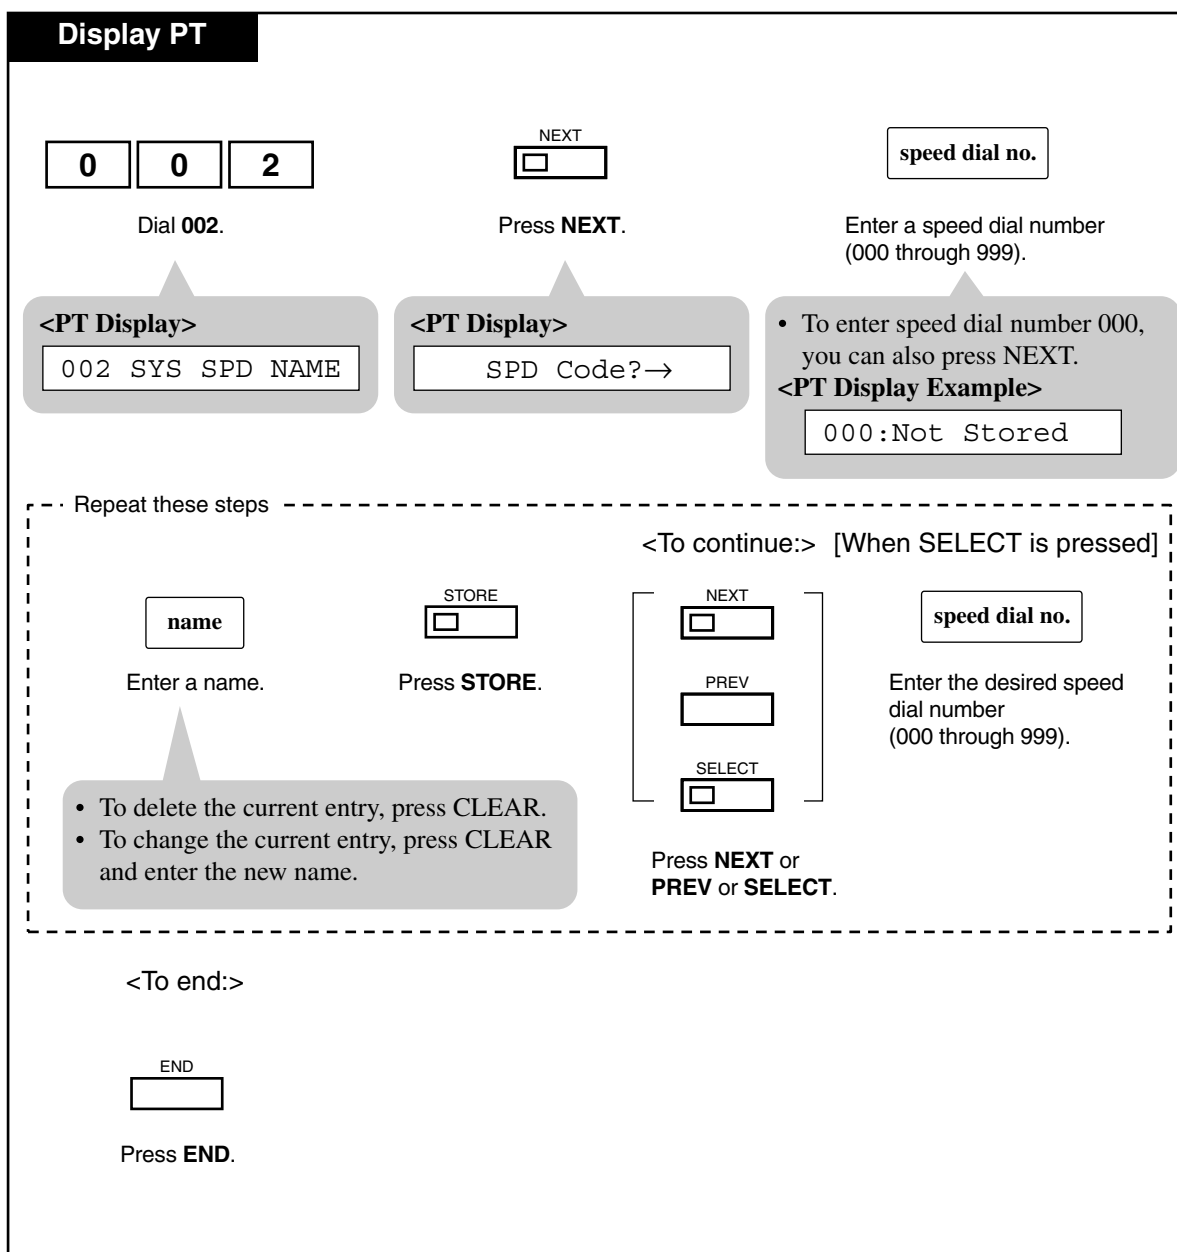 Display PT
0 0 2
Dial 002.
<PT Display>
002 SYS SPD NAME
NEXT
Press NEXT.
<PT Display>
SPD Code?→
speed dial no.
Enter a speed dial number
(000 through 999).
• To enter speed dial number 000,
you can also press NEXT.
<PT Display Example>
000:Not Stored
Repeat these steps
<To continue:> [When SELECT is pressed]
name
Enter a name.
• To delete the current entry, press CLEAR.
• To change the current entry, press CLEAR
and enter the new name.
STORE
Press STORE.
NEXT
PREV
SELECT
Press NEXT or
PREV or SELECT.
speed dial no.
Enter the desired speed
dial number
(000 through 999).
<To end:>
END
Press END.